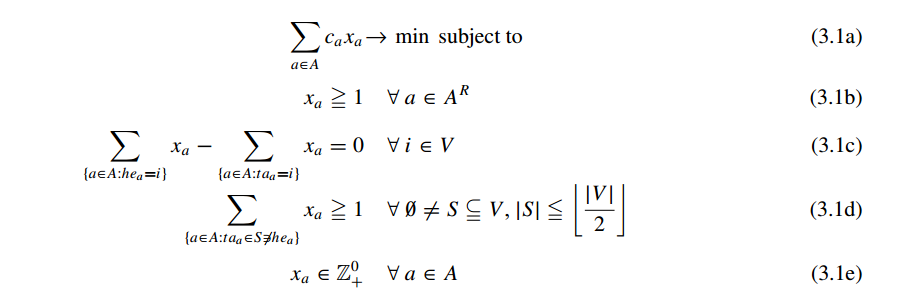 ∑_{a∈A} c_a x_a → min subject to (3.1a)
x_a ≧ 1 ∀ a ∈ A^R (3.1b)
∑_{{a∈A:he_a=i}} x_a − ∑_{{a∈A:ta_a=i}} x_a = 0 ∀ i ∈ V (3.1c)
∑_{{a∈A:ta_a∈S∌he_a}} x_a ≧ 1 ∀ ∅ ≠ S ⊆ V, |S| ≦ ⌊|V|/2⌋ (3.1d)
x_a ∈ ℤ_+^0 ∀ a ∈ A (3.1e)